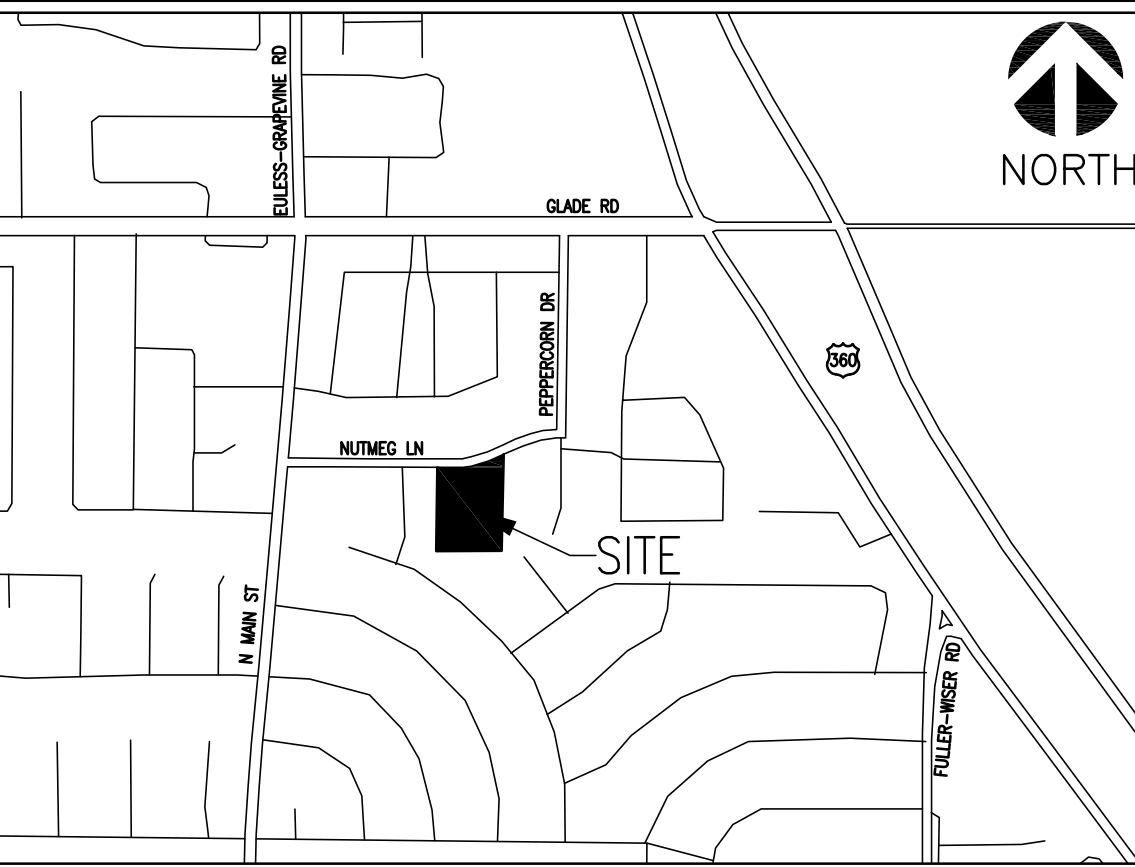 EULESS-GRAPEVINE RD
NORTH
GLADE RD
PEPPERCORN DR
360
NUTMEG LN
SITE
N MAIN ST
FULLER-WISER RD